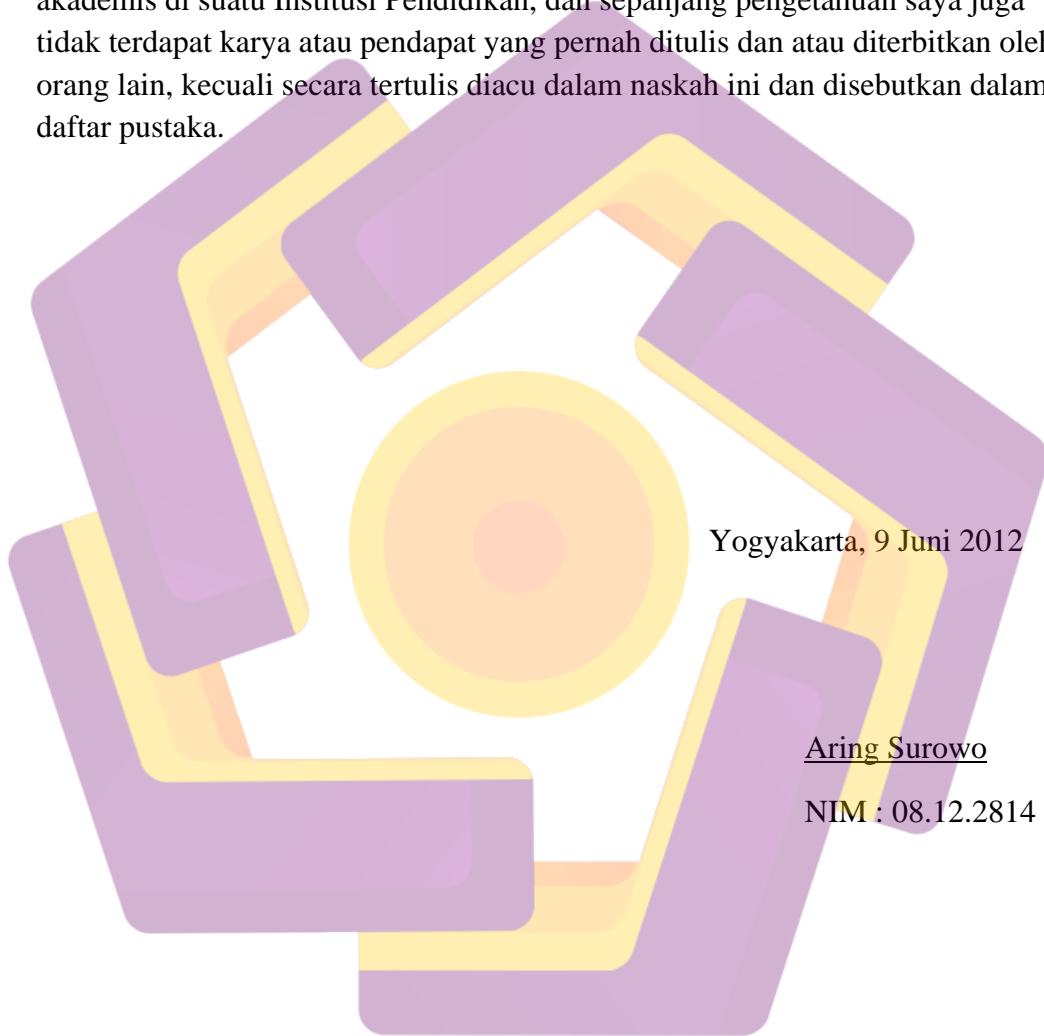 akademis di suatu Institusi Pendidikan, dan sepanjang pengetahuan saya juga
tidak terdapat karya atau pendapat yang pernah ditulis dan atau diterbitkan oleh
orang lain, kecuali secara tertulis diacu dalam naskah ini dan disebutkan dalam
daftar pustaka.
Yogyakarta, 9 Juni 2012
Aring Surowo
NIM : 08.12.2814